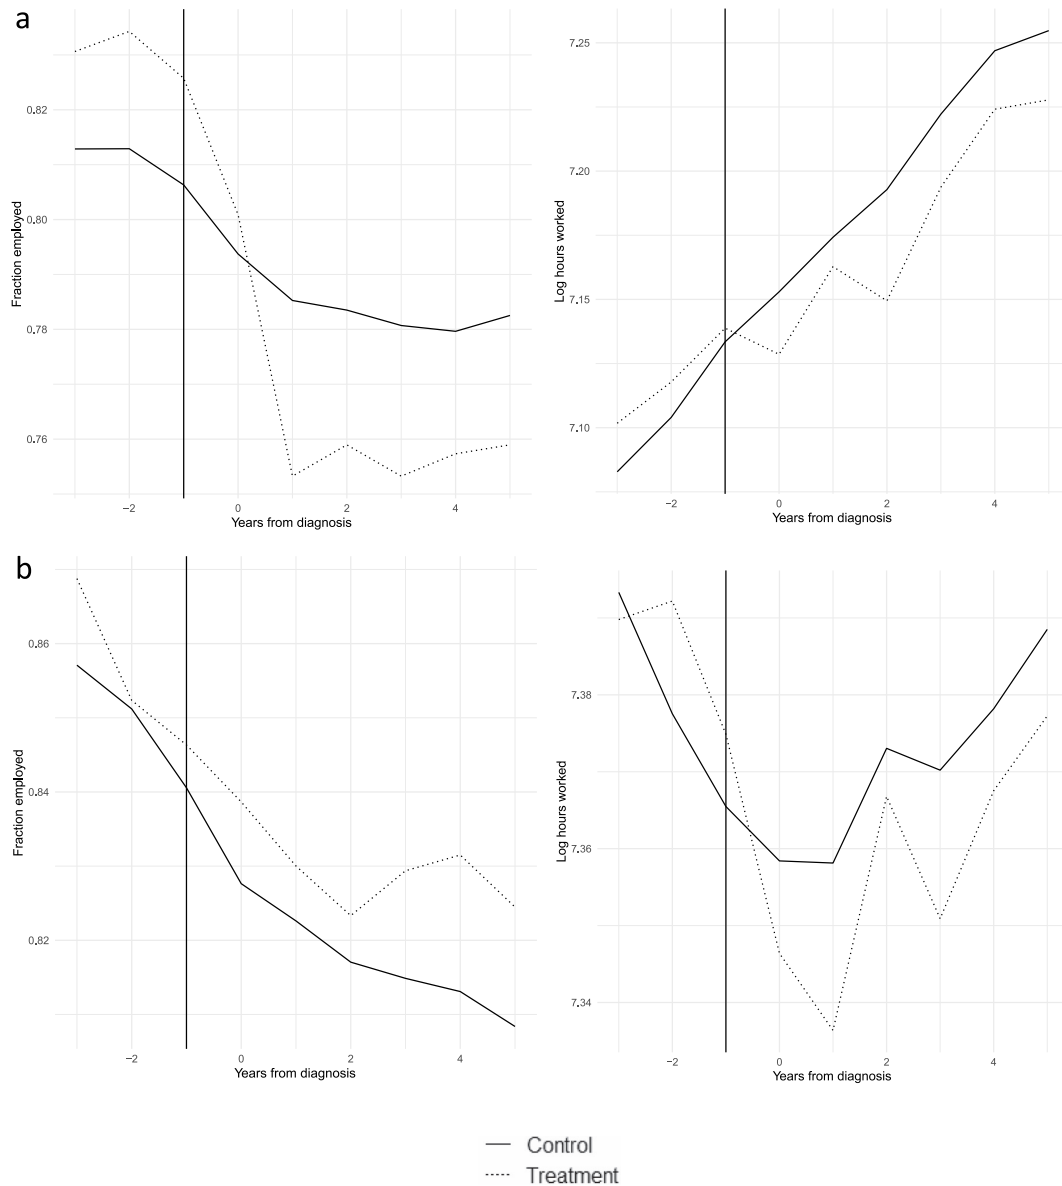 a
0.82
0.80
0.78
0.76
Fraction employed
−2 0 2 4
Years from diagnosis
7.25
7.20
7.15
7.10
Log hours worked
−2 0 2 4
Years from diagnosis
b
0.86
0.84
0.82
Fraction employed
−2 0 2 4
Years from diagnosis
7.38
7.36
7.34
Log hours worked
−2 0 2 4
Years from diagnosis
Control
Treatment